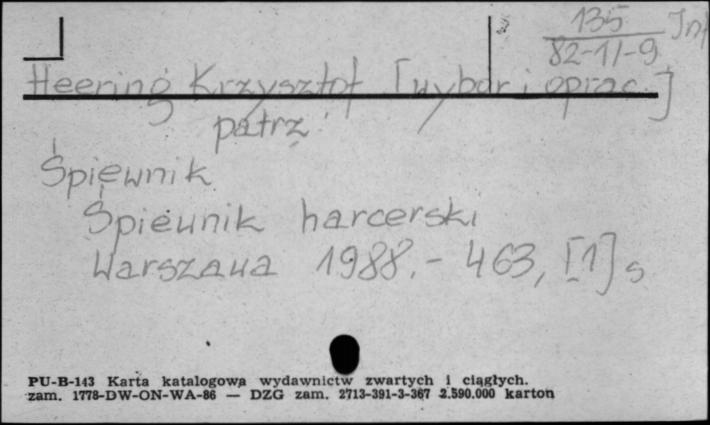 135 Inf
82-11-9
Heering Krzysztof [wybór i oprac.]
patrz:
Śpiewnik
Śpiewnik harcerski
Warszawa 1988.- 463, [1] s
PU-B-143 Karta katalogowa wydawnictw zwartych i ciągłych.
zam. 1778-DW-ON-WA-86 — DZG zam. 2713-391-3-367 2.590.000 karton